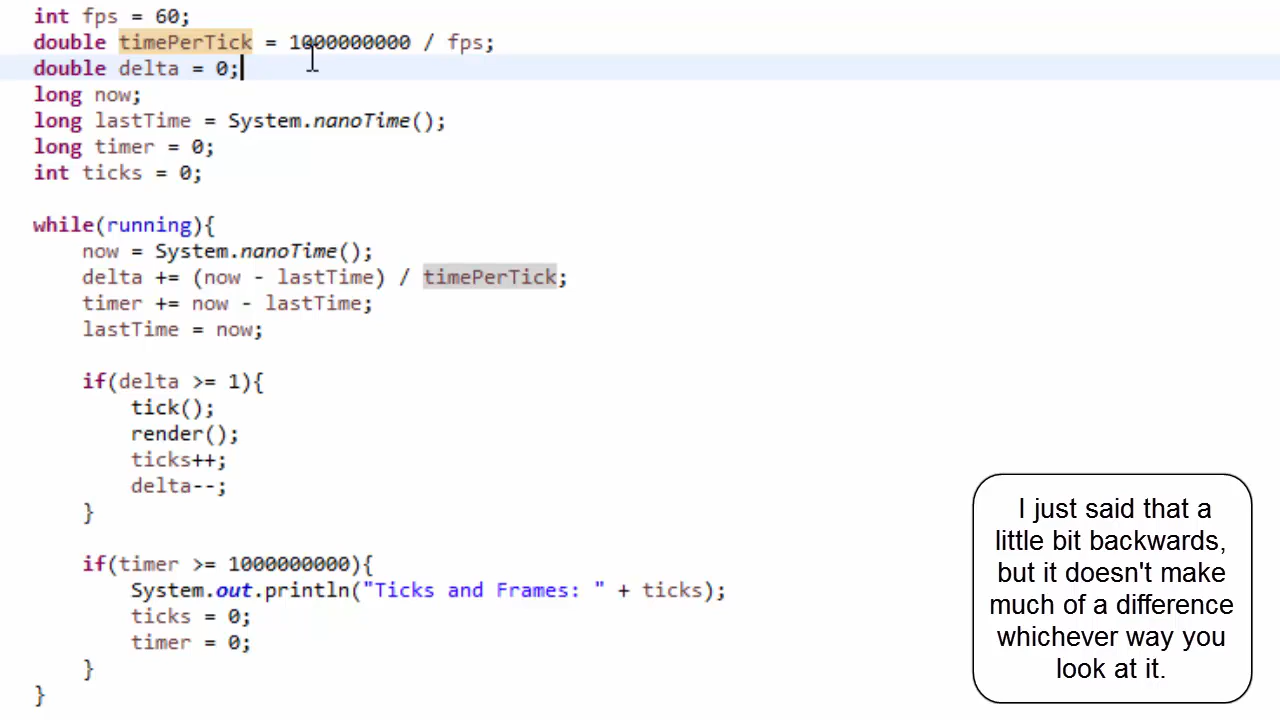 int fps = 60;
double timePerTick = 1000000000 / fps;
double delta = 0;
long now;
long lastTime = System.nanoTime();
long timer = 0;
int ticks = 0;
while(running){
now = System.nanoTime();
delta += (now - lastTime) / timePerTick;
timer += now - lastTime;
lastTime = now;
if(delta >= 1){
tick();
render();
ticks++;
delta--;
}
if(timer >= 1000000000){
System.out.println("Ticks and Frames: " + ticks);
ticks = 0;
timer = 0;
}
}
I just said that a
little bit backwards,
but it doesn't make
much of a difference
whichever way you
look at it.